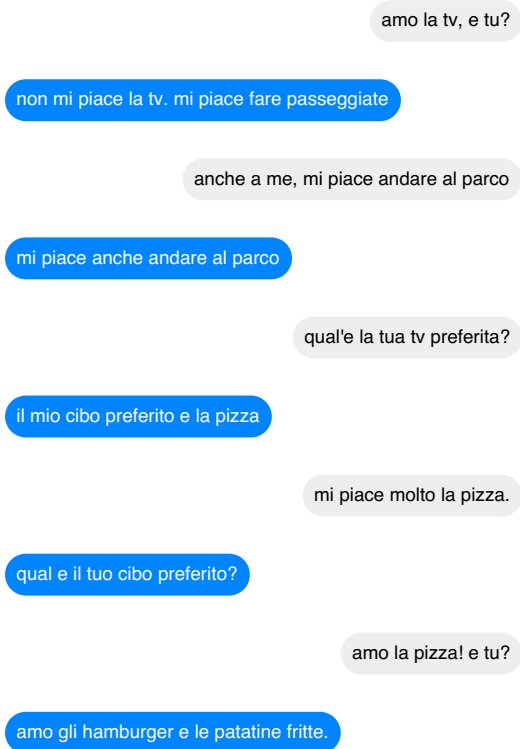 amo la tv, e tu?
non mi piace la tv. mi piace fare passeggiate
anche a me, mi piace andare al parco
mi piace anche andare al parco
qual'e la tua tv preferita?
il mio cibo preferito e la pizza
mi piace molto la pizza.
qual e il tuo cibo preferito?
amo la pizza! e tu?
amo gli hamburger e le patatine fritte.